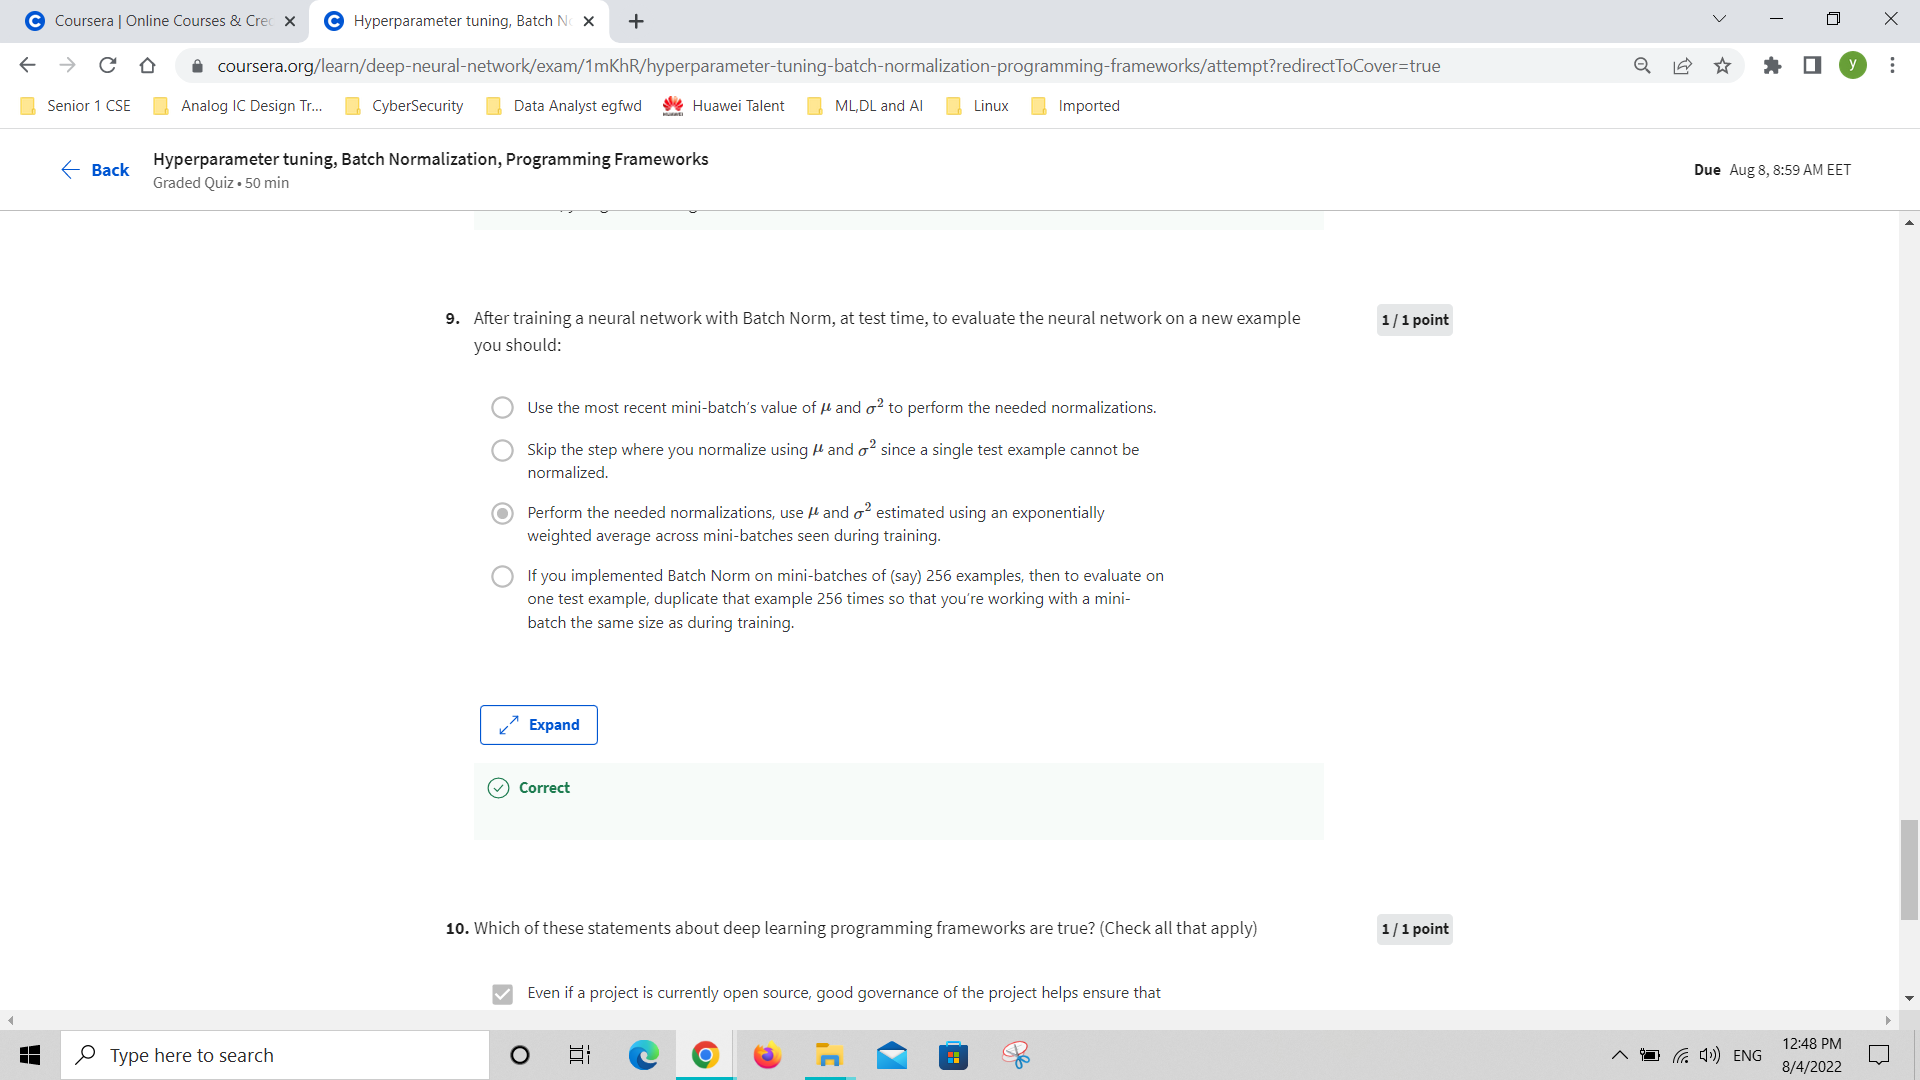 Coursera | Online Courses & Cre
Hyperparameter tuning, Batch N
coursera.org/learn/deep-neural-network/exam/1mKhR/hyperparameter-tuning-batch-normalization-programming-frameworks/attempt?redirectToCover=true
y
Senior 1 CSE
Analog IC Design Tr...
CyberSecurity
Data Analyst egfwd
Huawei Talent
ML,DL and AI
Linux
Imported
Back
Hyperparameter tuning, Batch Normalization, Programming Frameworks
Graded Quiz • 50 min
Due Aug 8, 8:59 AM EET
9. After training a neural network with Batch Norm, at test time, to evaluate the neural network on a new example
you should:
1 / 1 point
Use the most recent mini-batch's value of μ and σ² to perform the needed normalizations.
Skip the step where you normalize using μ and σ² since a single test example cannot be
normalized.
Perform the needed normalizations, use μ and σ² estimated using an exponentially
weighted average across mini-batches seen during training.
If you implemented Batch Norm on mini-batches of (say) 256 examples, then to evaluate on
one test example, duplicate that example 256 times so that you're working with a mini-
batch the same size as during training.
Expand
Correct
10. Which of these statements about deep learning programming frameworks are true? (Check all that apply)
1 / 1 point
Even if a project is currently open source, good governance of the project helps ensure that
Type here to search
ENG
12:48 PM
8/4/2022